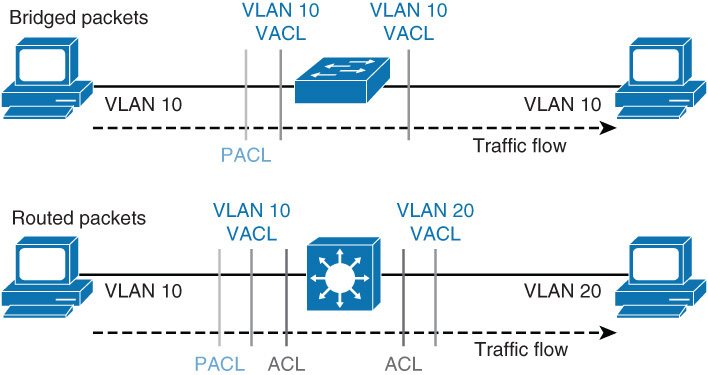 Bridged packets
VLAN 10
VACL
VLAN 10
VACL
VLAN 10
VLAN 10
Traffic flow
PACL
Routed packets
VLAN 10
VACL
VLAN 20
VACL
VLAN 10
VLAN 20
Traffic flow
PACL
ACL
ACL